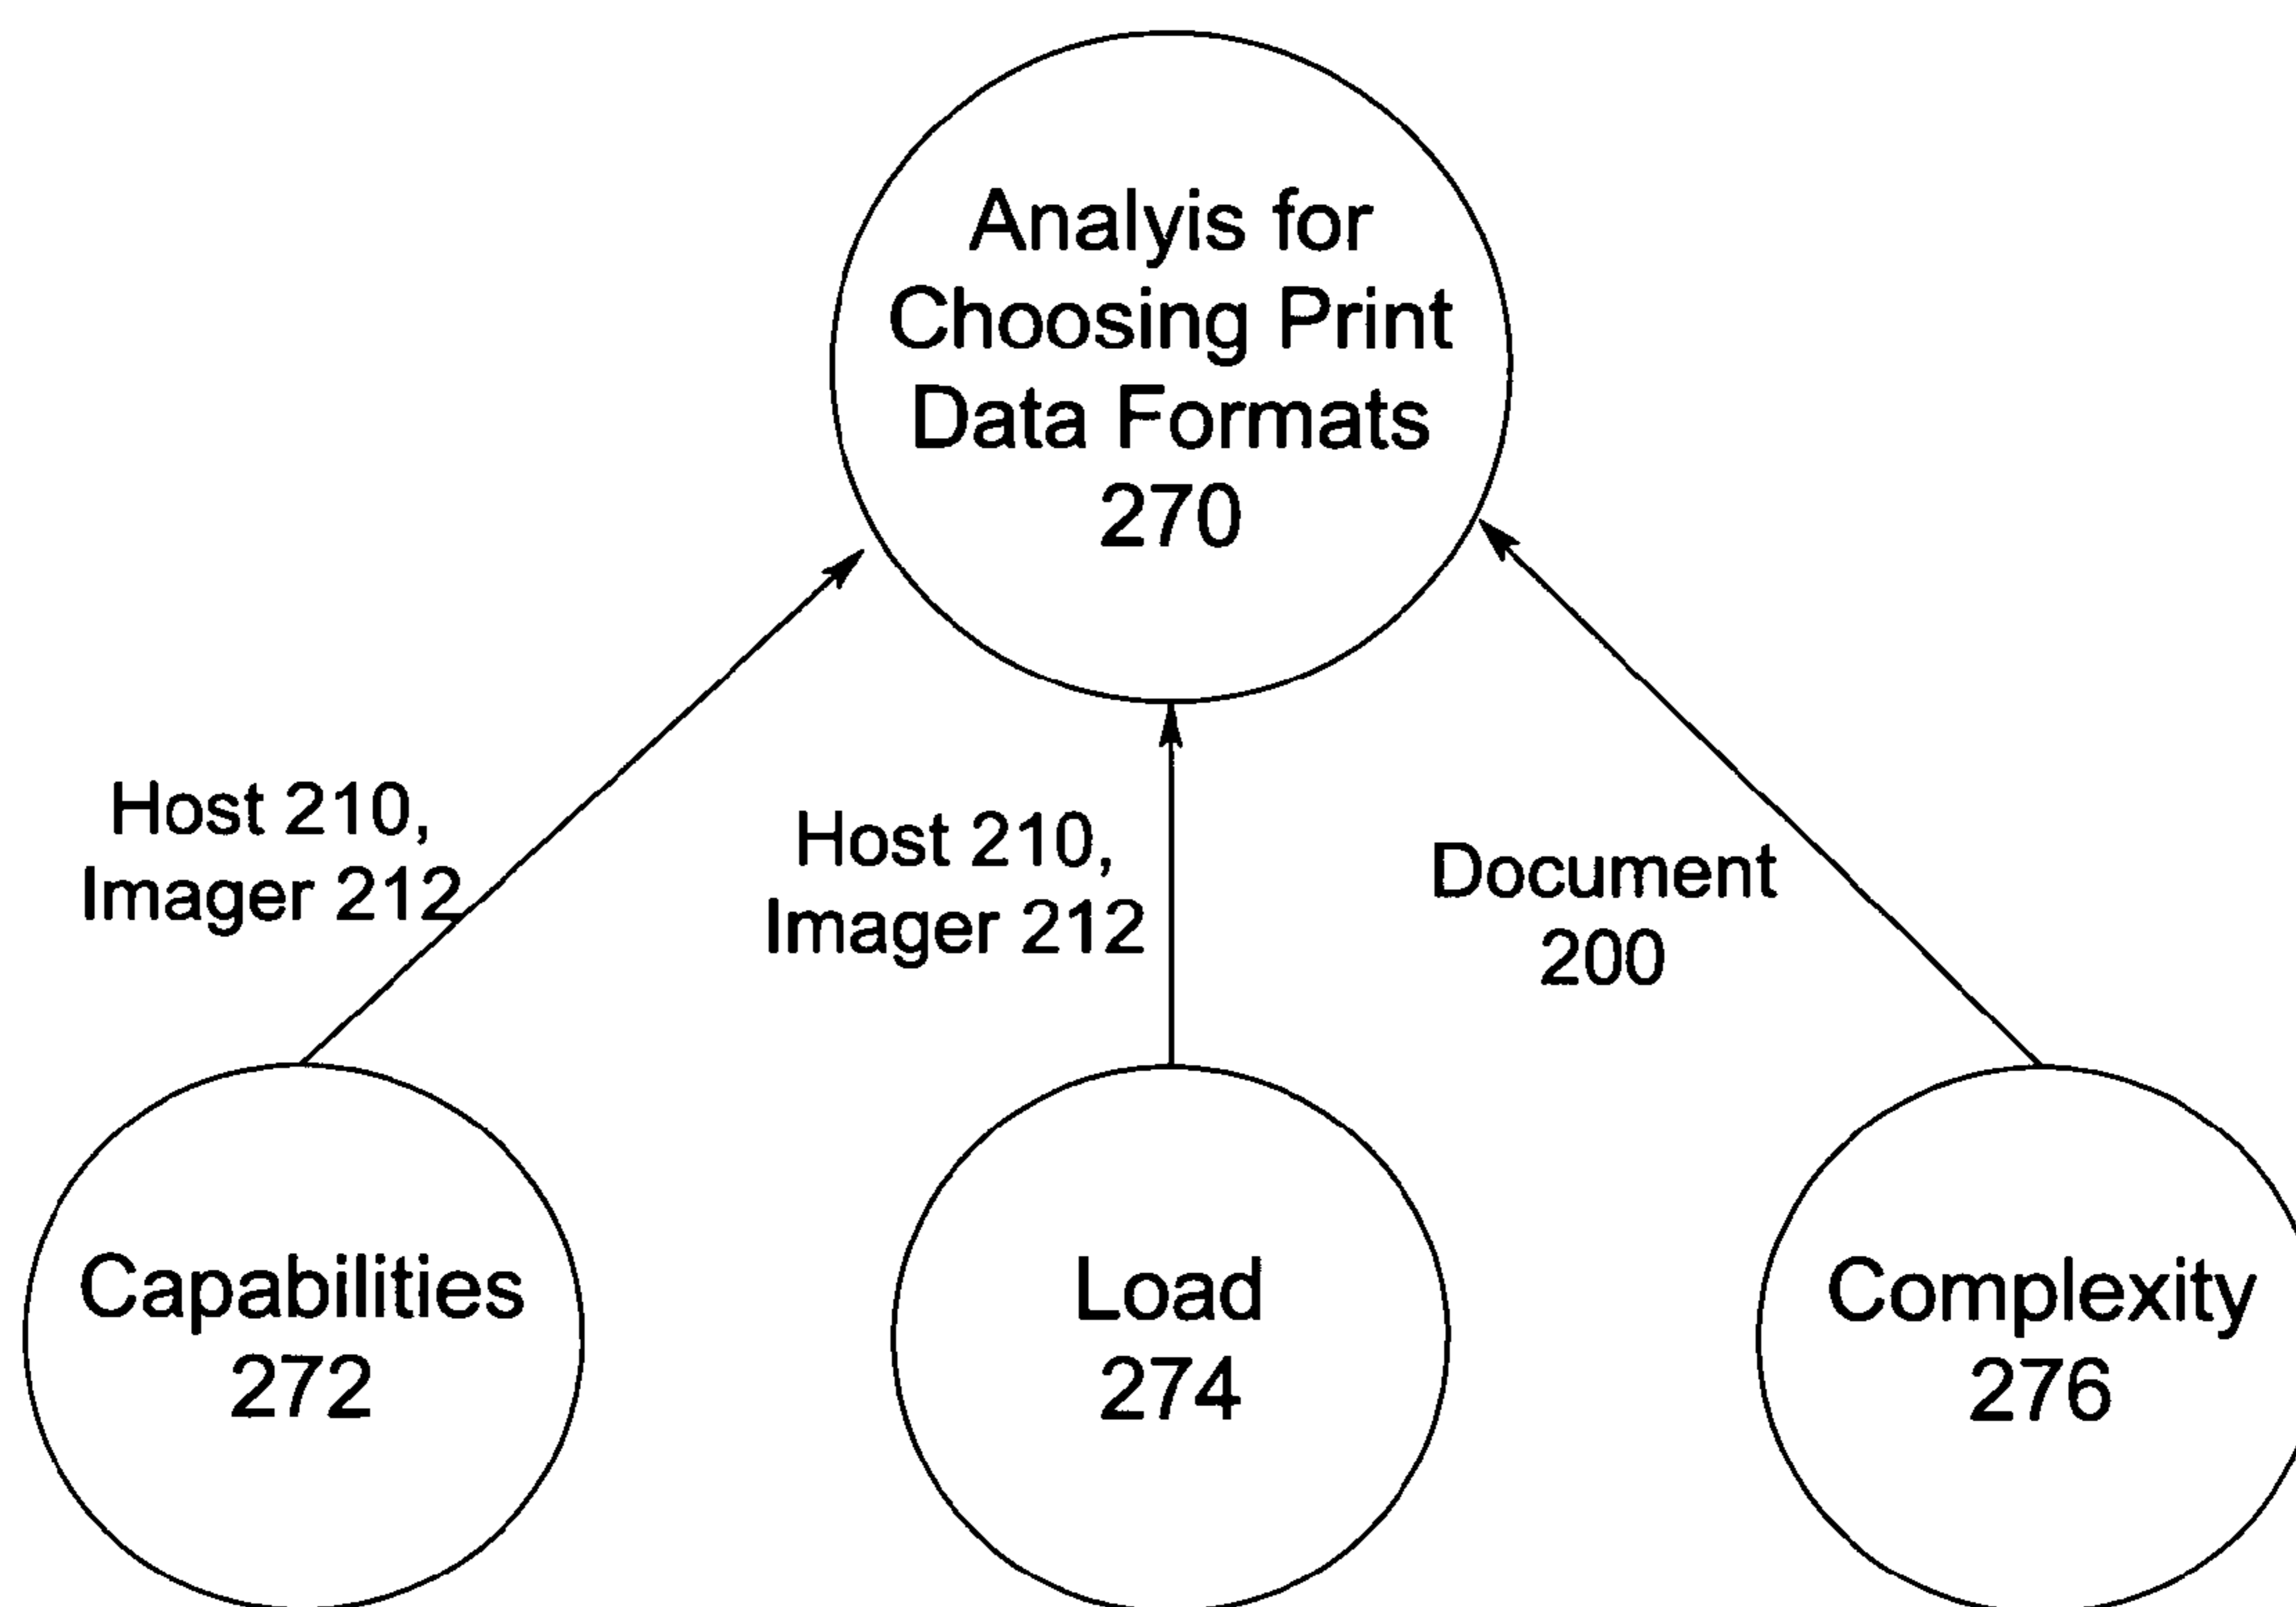 Analyis for
Choosing Print
Data Formats
270
Host 210,
Imager 212
Host 210,
Imager 212
Document
200
Capabilities
272
Load
274
Complexity
276